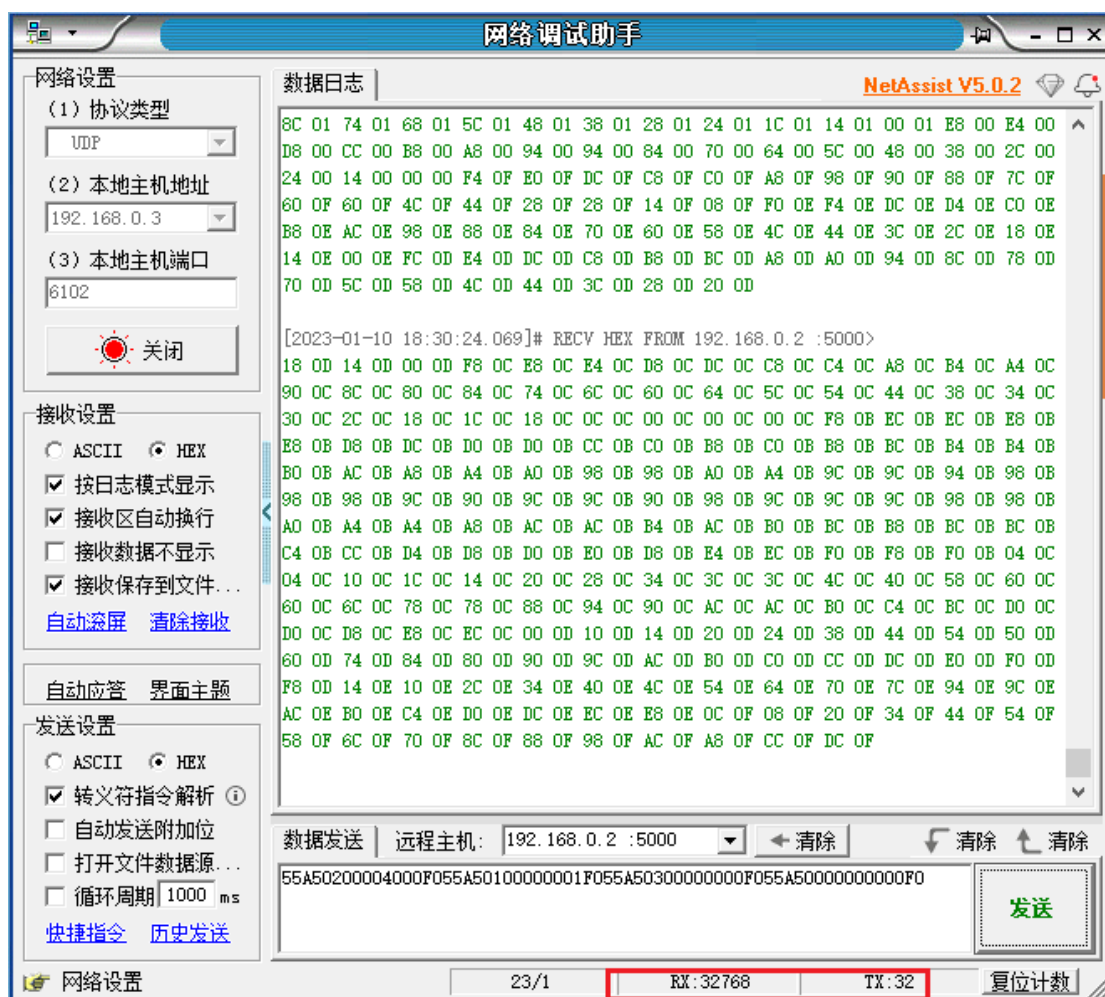 网络调试助手
网络设置
(1) 协议类型
UDP
(2) 本地主机地址
192.168.0.3
(3) 本地主机端口
6102
关闭
接收设置
ASCII HEX
按日志模式显示
接收区自动换行
接收数据不显示
接收保存到文件...
自动滚屏 清除接收
自动应答 界面主题
发送设置
ASCII HEX
转义符指令解析
自动发送附加位
打开文件数据源...
循环周期 1000 ms
快捷指令 历史发送
数据日志
NetAssist V5.0.2
8C 01 74 01 68 01 5C 01 48 01 38 01 28 01 24 01 1C 01 14 01 00 01 E8 00 E4 00
D8 00 CC 00 B8 00 A8 00 94 00 94 00 84 00 70 00 64 00 5C 00 48 00 38 00 2C 00
24 00 14 00 00 00 F4 0F E0 0F DC 0F C8 0F C0 0F A8 0F 98 0F 90 0F 88 0F 7C 0F
60 0F 60 0F 4C 0F 44 0F 28 0F 28 0F 14 0F 08 0F F0 0E F4 0E DC 0E D4 0E C0 0E
B8 0E AC 0E 98 0E 88 0E 84 0E 70 0E 60 0E 58 0E 4C 0E 44 0E 3C 0E 2C 0E 18 0E
14 0E 00 0E FC 0D E4 0D DC 0D C8 0D B8 0D BC 0D A8 0D A0 0D 94 0D 8C 0D 78 0D
70 0D 5C 0D 58 0D 4C 0D 44 0D 3C 0D 28 0D 20 0D
[2023-01-10 18:30:24.069]# RECV HEX FROM 192.168.0.2 :5000>
18 0D 14 0D 00 0D F8 0C E8 0C E4 0C D8 0C DC 0C C8 0C C4 0C A8 0C B4 0C A4 0C
90 0C 8C 0C 80 0C 84 0C 74 0C 6C 0C 60 0C 64 0C 5C 0C 54 0C 44 0C 38 0C 34 0C
30 0C 2C 0C 18 0C 1C 0C 18 0C 0C 0C 00 0C 00 0C 00 0C F8 0B EC 0B EC 0B E8 0B
E8 0B D8 0B DC 0B D0 0B D0 0B CC 0B C0 0B B8 0B C0 0B B8 0B BC 0B B4 0B B4 0B
B0 0B AC 0B A8 0B A4 0B A0 0B 98 0B 98 0B A0 0B A4 0B 9C 0B 9C 0B 94 0B 98 0B
98 0B 98 0B 9C 0B 90 0B 9C 0B 9C 0B 90 0B 98 0B 9C 0B 9C 0B 9C 0B 98 0B 98 0B
A0 0B A4 0B A4 0B A8 0B AC 0B AC 0B B4 0B AC 0B B0 0B BC 0B B8 0B BC 0B BC 0B
C4 0B CC 0B D4 0B D8 0B D0 0B E0 0B D8 0B E4 0B EC 0B F0 0B F8 0B F0 0B 04 0C
04 0C 10 0C 1C 0C 14 0C 20 0C 28 0C 34 0C 3C 0C 3C 0C 4C 0C 40 0C 58 0C 60 0C
60 0C 6C 0C 78 0C 78 0C 88 0C 94 0C 90 0C AC 0C AC 0C B0 0C C4 0C BC 0C D0 0C
D0 0C D8 0C E8 0C EC 0C 00 0D 10 0D 14 0D 20 0D 24 0D 38 0D 44 0D 54 0D 50 0D
60 0D 74 0D 84 0D 80 0D 90 0D 9C 0D AC 0D B0 0D C0 0D CC 0D DC 0D E0 0D F0 0D
F8 0D 14 0E 10 0E 2C 0E 34 0E 40 0E 4C 0E 54 0E 64 0E 70 0E 7C 0E 94 0E 9C 0E
AC 0E B0 0E C4 0E D0 0E DC 0E EC 0E E8 0E 0C 0F 08 0F 20 0F 34 0F 44 0F 54 0F
58 0F 6C 0F 70 0F 8C 0F 88 0F 98 0F AC 0F A8 0F CC 0F DC 0F
数据发送 远程主机: 192.168.0.2 :5000 清除 清除 清除
55A50200004000F055A50100000001F055A50300000000F055A50000000000F0
发送
网络设置 23/1 RX:32768 TX:32 复位计数